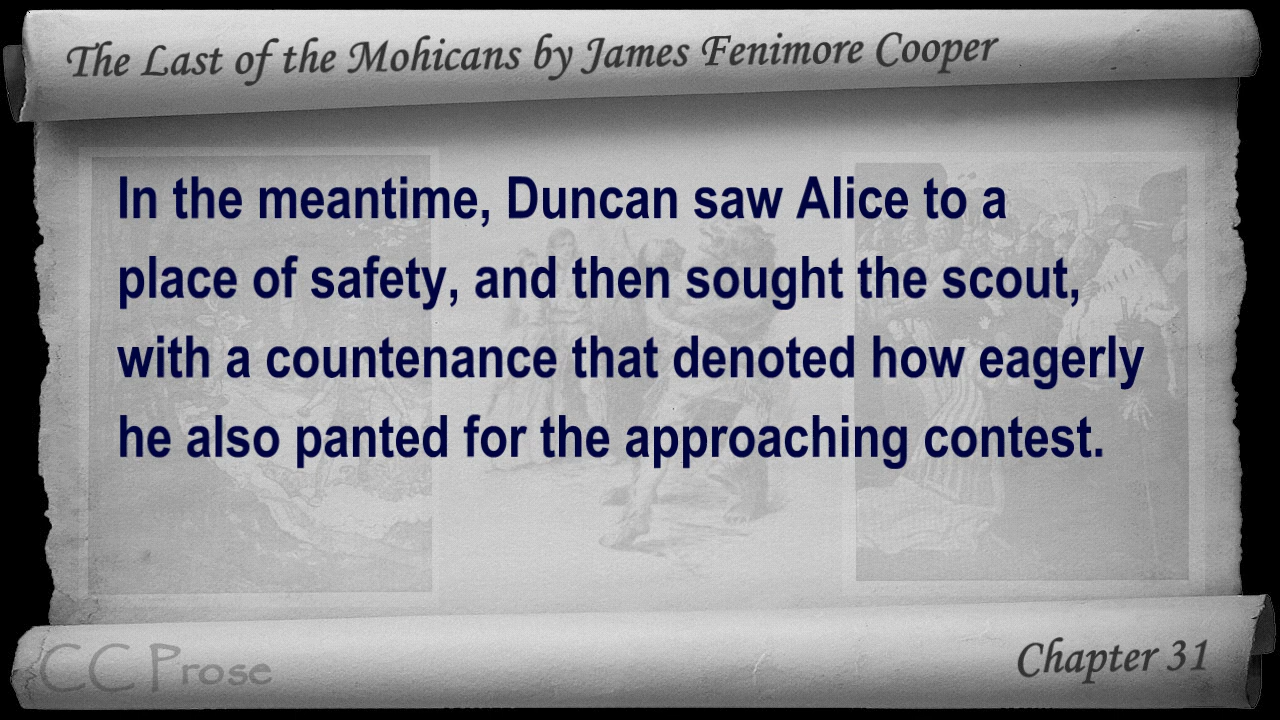 The Last of the Mohicans by James Fenimore Cooper
In the meantime, Duncan saw Alice to a
place of safety, and then sought the scout,
with a countenance that denoted how eagerly
he also panted for the approaching contest.
CC Prose
Chapter 31